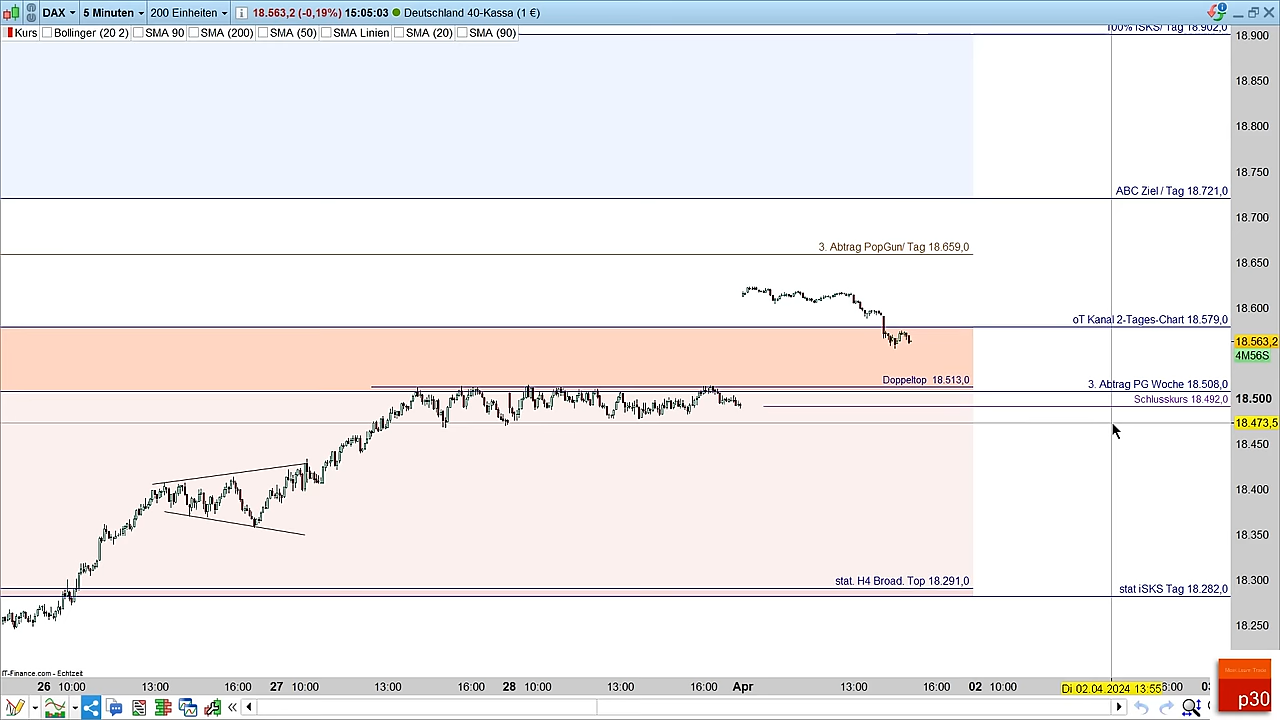 DAX 5 Minuten 200 Einheiten 18.563,2 (-0,19%) 15:05:03 Deutschland 40-Kassa (1 €)
Kurs Bollinger (20 2) SMA 90 SMA (200) SMA (50) SMA Linien SMA (20) SMA (90)
100% iSKS/ Tag 18.902,0
18.900
18.850
18.800
18.750
ABC Ziel / Tag 18.721,0
18.700
3. Abtrag PopGun/ Tag 18.659,0
18.650
18.600
oT Kanal 2-Tages-Chart 18.579,0
18.563,2
4M56S
Doppeltop 18.513,0
3. Abtrag PG Woche 18.508,0
18.500
Schlusskurs 18.492,0
18.473,5
18.450
18.400
18.350
stat. H4 Broad. Top 18.291,0
18.300
stat iSKS Tag 18.282,0
18.250
IT-Finance.com - Echtzeit
26 10:00 13:00 16:00 27 10:00 13:00 16:00 28 10:00 13:00 16:00 Apr 13:00 16:00 02 10:00 Di 02.04.2024 13:55
p30